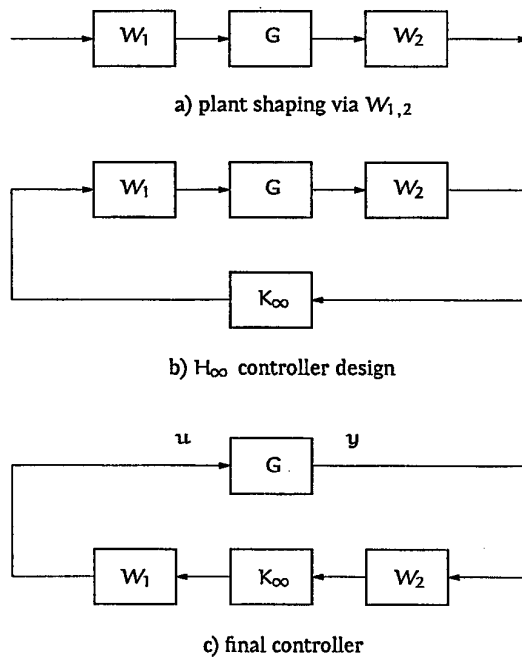 W₁ G W₂
a) plant shaping via W₁,₂
W₁ G W₂
K∞
b) H∞ controller design
u y
G
W₁ K∞ W₂
c) final controller